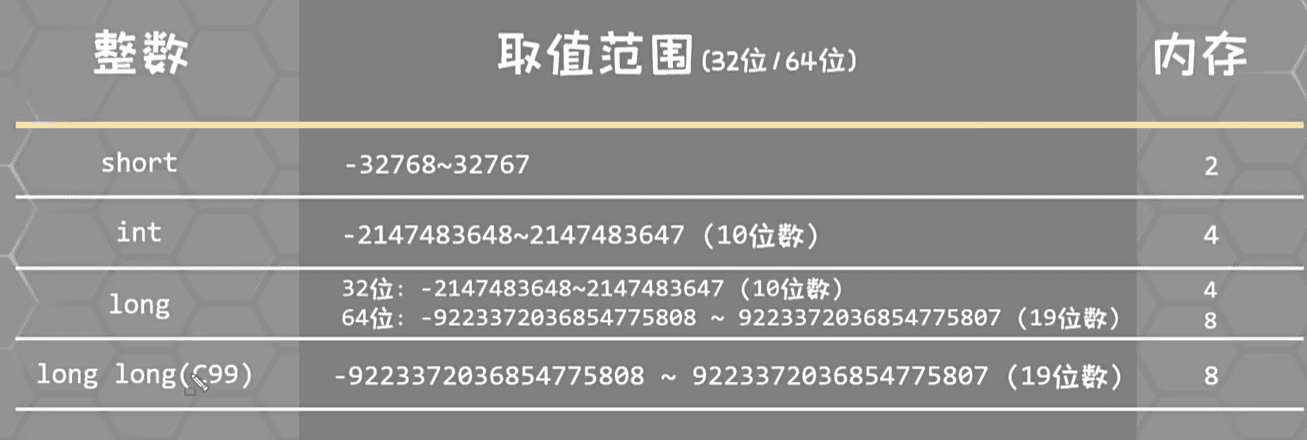 整数 取值范围(32位/64位) 内存
short -32768~32767 2
int -2147483648~2147483647 (10位数) 4
long 32位: -2147483648~2147483647 (10位数) 4
64位: -9223372036854775808 ~ 9223372036854775807 (19位数) 8
long long(C99) -9223372036854775808 ~ 9223372036854775807 (19位数) 8